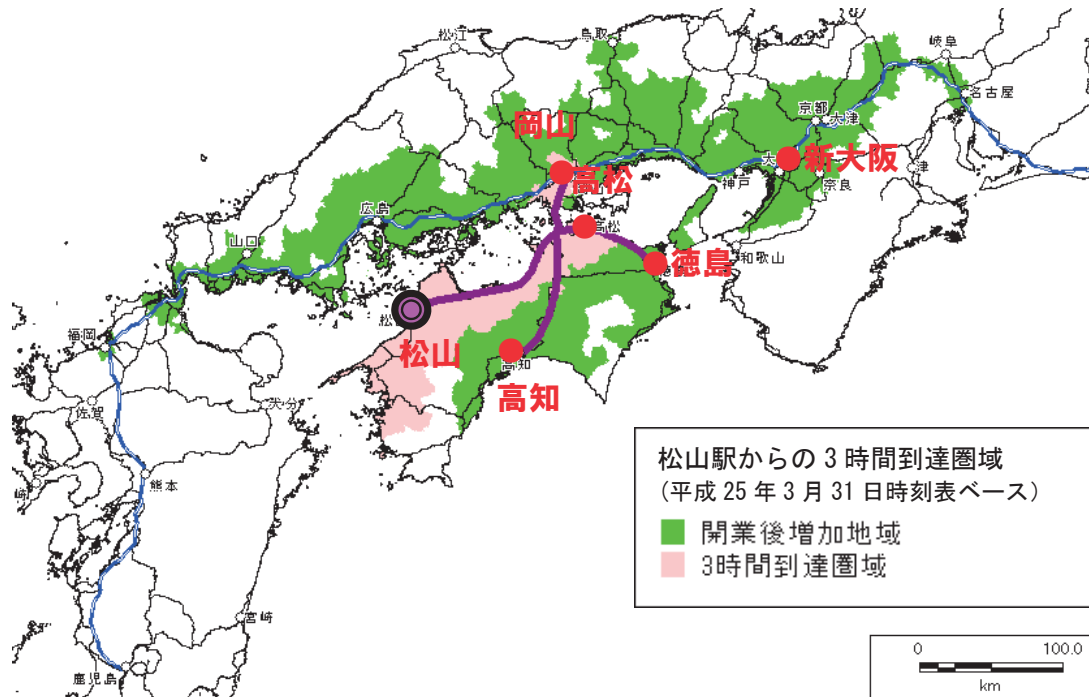 松江
鳥取
岐阜
名古屋
京都
大津
岡山
新大阪
大
高松
神戸
奈良
津
広島
高松
山口
徳島
和歌山
松
福岡
松山
高知
高知
佐賀
大分
松山駅からの3時間到達圏域
(平成25年3月31日時刻表ベース)
開業後増加地域
3時間到達圏域
崎
熊本
宮崎
鹿児島
0 100.0
km